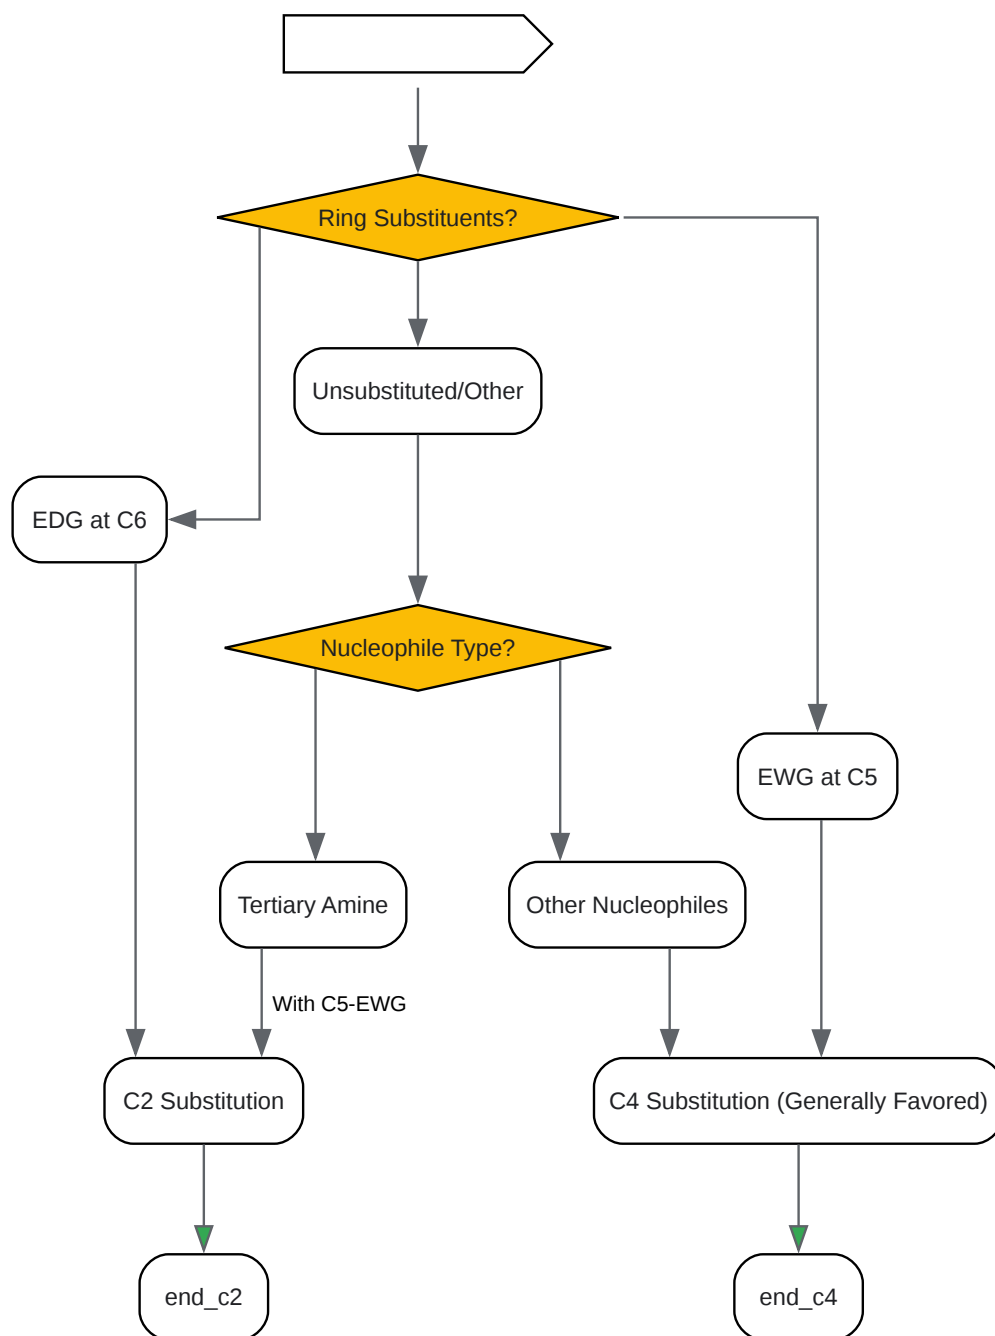 Ring Substituents?
Unsubstituted/Other
EDG at C6
Nucleophile Type?
EWG at C5
Tertiary Amine
Other Nucleophiles
With C5-EWG
C2 Substitution
C4 Substitution (Generally Favored)
end_c2
end_c4